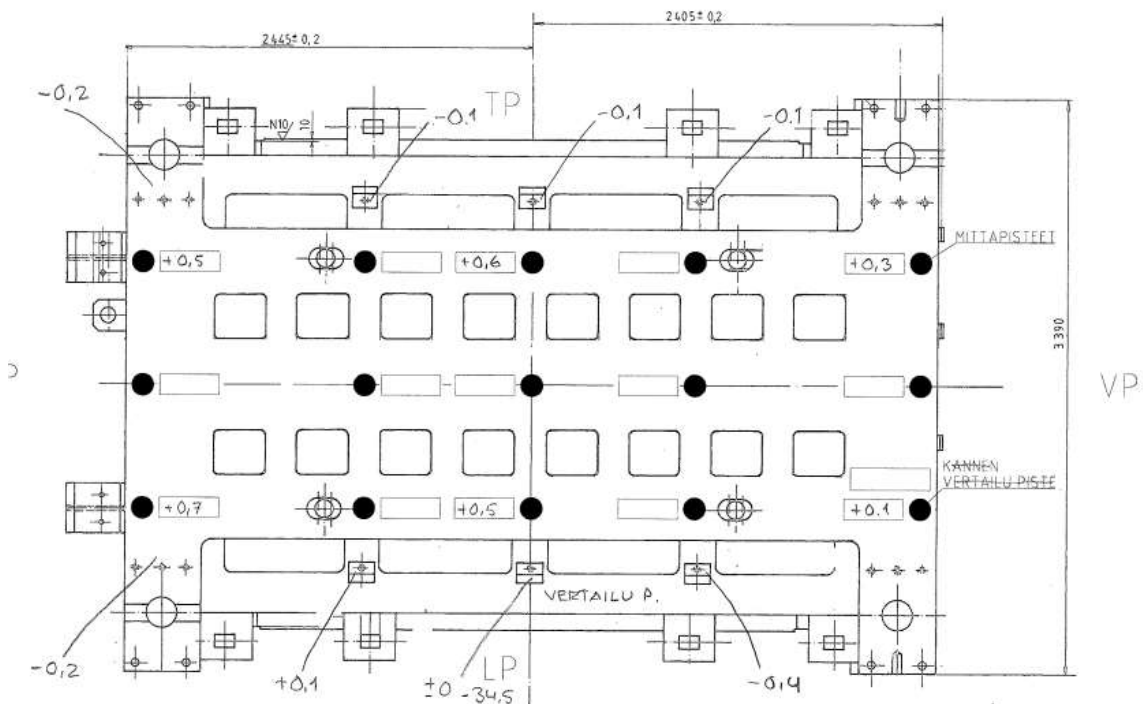 2405±0,2
2445±0,2
-0,2
-0.1
TP
-0,1
-0.1
N10
10
MITTAPISTEET
+0,5
+0,6
+0,3
3390
VP
KANNEN
VERTAILU PISTE
+0,7
+0,5
+0.1
VERTAILU P.
-0,2
+0,1
±0
LP
-34,5
-0,4